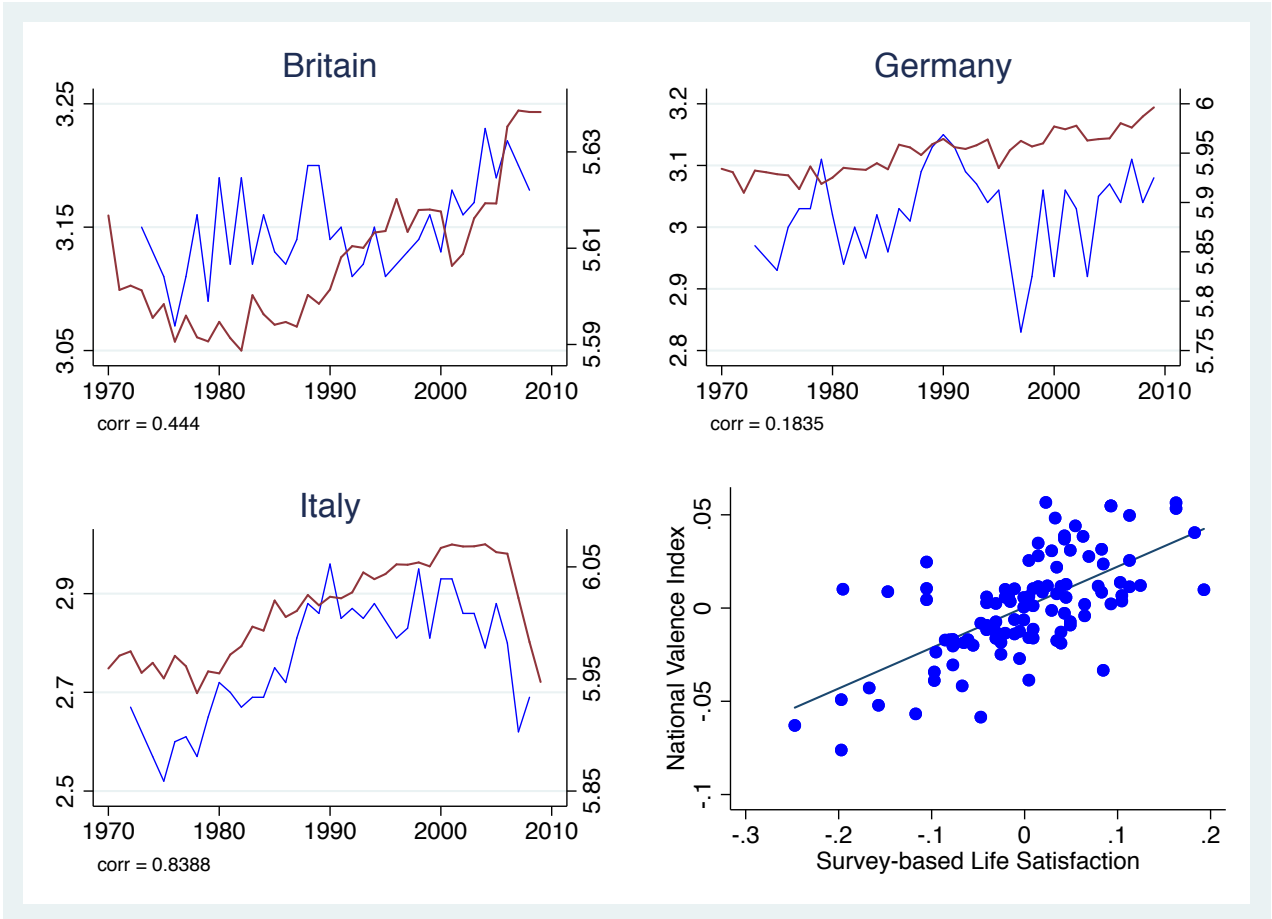 Britain
3.25
3.15
3.05
5.63
5.61
5.59
1970 1980 1990 2000 2010
corr = 0.444
Germany
3.2
3.1
3
2.9
2.8
6
5.95
5.9
5.85
5.8
5.75
1970 1980 1990 2000 2010
corr = 0.1835
Italy
2.9
2.7
2.5
6.05
5.95
5.85
1970 1980 1990 2000 2010
corr = 0.8388
National Valence Index
.05
0
-.05
-.1
-.3 -.2 -.1 0 .1 .2
Survey-based Life Satisfaction